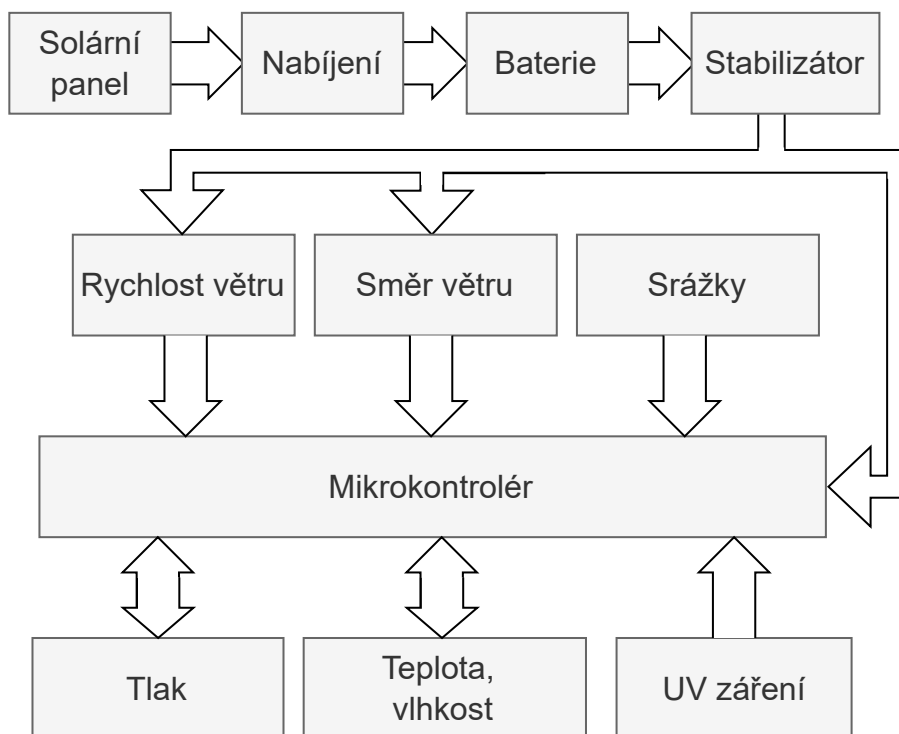 Solární
panel
Nabíjení
Baterie
Stabilizátor
Rychlost větru
Směr větru
Srážky
Mikrokontrolér
Tlak
Teplota,
vlhkost
UV záření